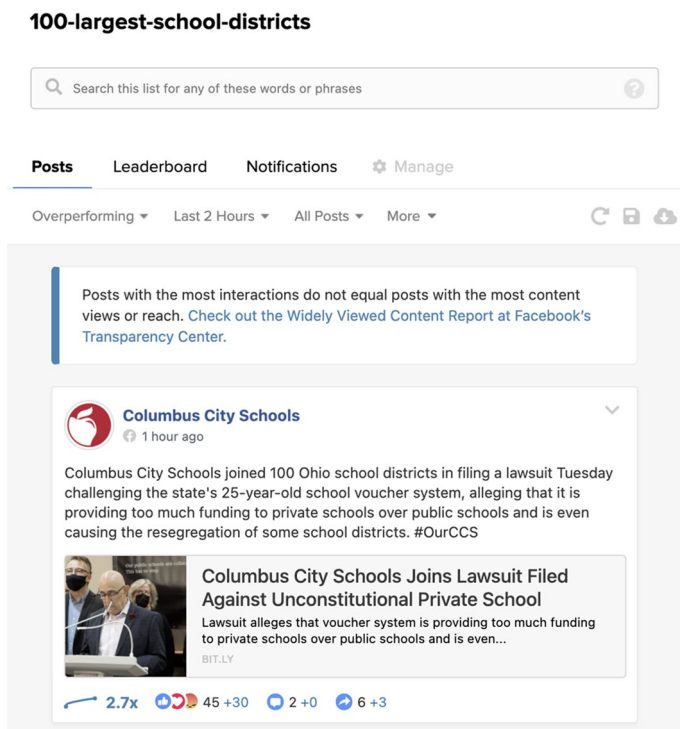 100-largest-school-districts
Search this list for any of these words or phrases
?
Posts Leaderboard Notifications Manage
Overperforming Last 2 Hours All Posts More
Posts with the most interactions do not equal posts with the most content
views or reach. Check out the Widely Viewed Content Report at Facebook's
Transparency Center.
Columbus City Schools
1 hour ago
Columbus City Schools joined 100 Ohio school districts in filing a lawsuit Tuesday
challenging the state's 25-year-old school voucher system, alleging that it is
providing too much funding to private schools over public schools and is even
causing the resegregation of some school districts. #OurCCS
Columbus City Schools Joins Lawsuit Filed
Against Unconstitutional Private School
Lawsuit alleges that voucher system is providing too much funding
to private schools over public schools and is even...
BIT.LY
2.7x 45 +30 2 +0 6 +3